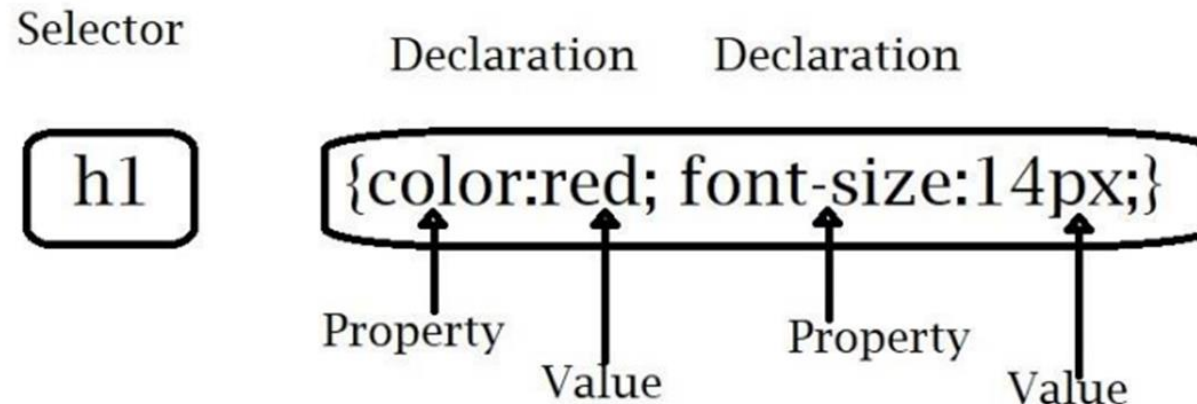 Selector
Declaration Declaration
h1 {color:red; font-size:14px;}
Property Property
Value Value